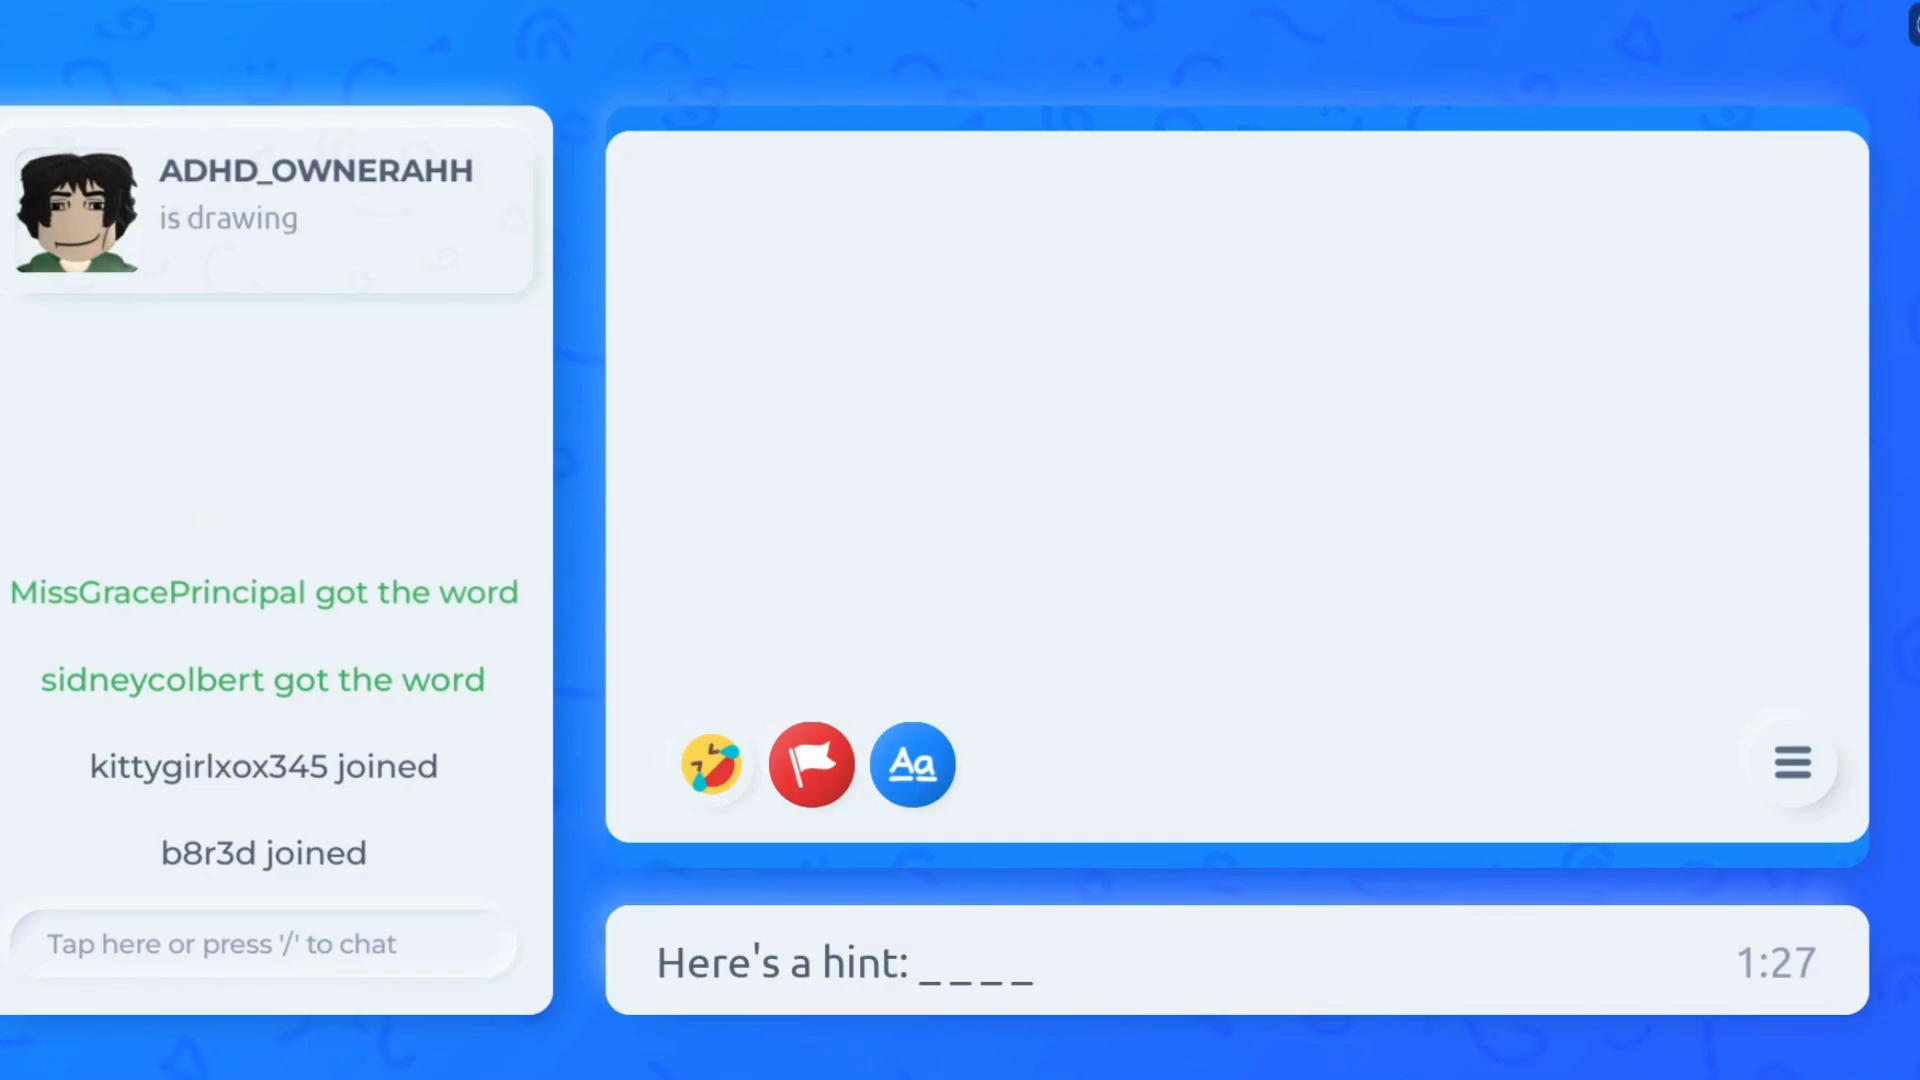 ADHD_OWNERAHH
is drawing
MissGracePrincipal got the word
sidneycolbert got the word
kittygirlxox345 joined
b8r3d joined
Tap here or press '/' to chat
Aa
Here's a hint: _ _ _ _
1:27